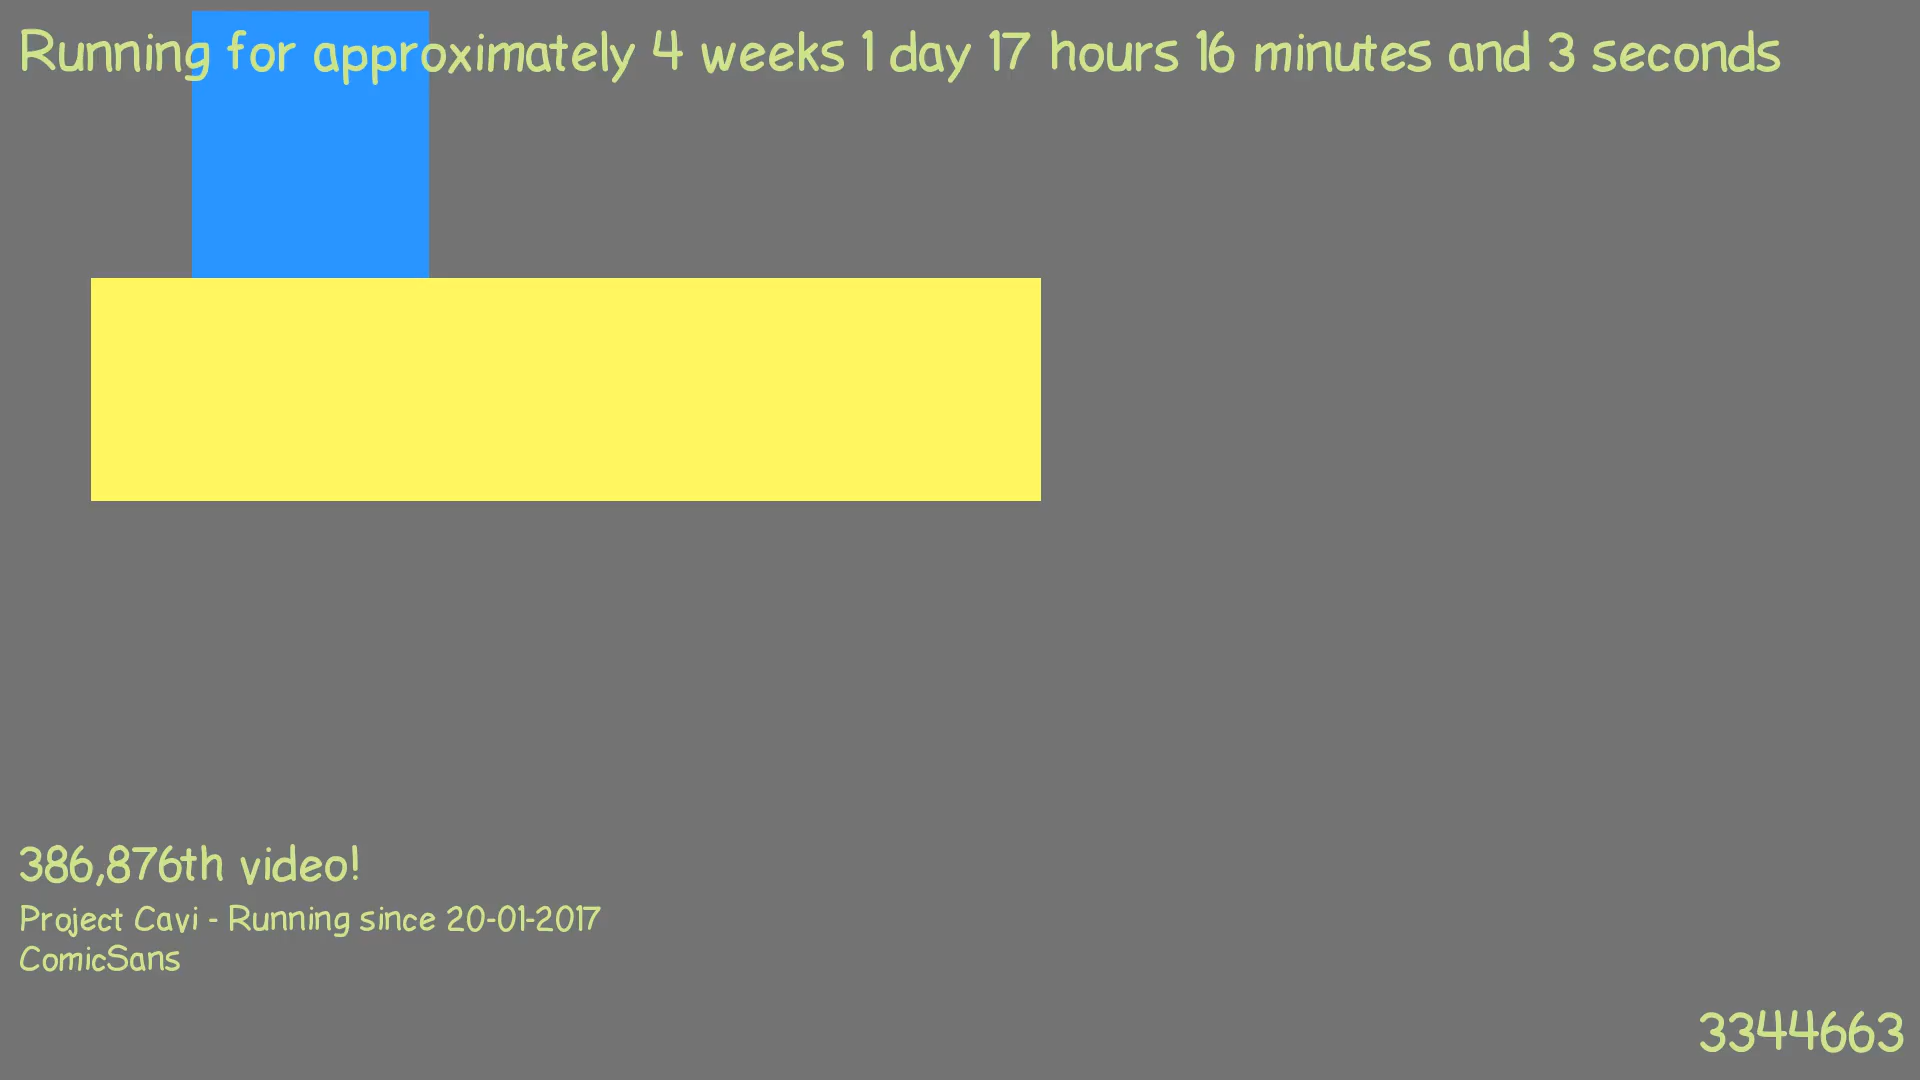 Running for approximately 4 weeks 1 day 17 hours 16 minutes and 3 seconds
386,876th video!
Project Cavi - Running since 20-01-2017
ComicSans
3344663